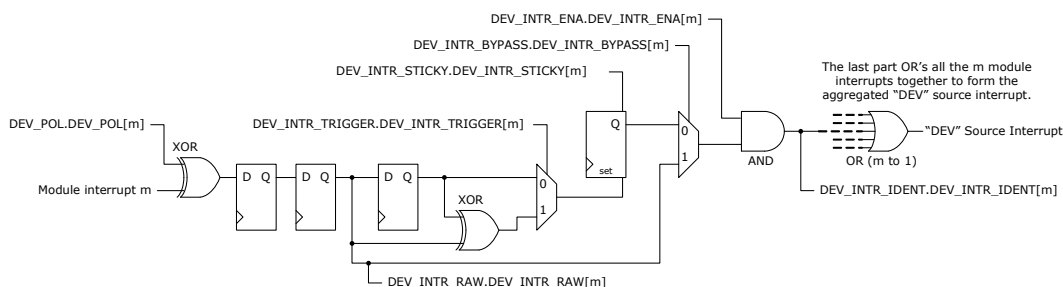 DEV_INTR_ENA.DEV_INTR_ENA[m]
DEV_INTR_BYPASS.DEV_INTR_BYPASS[m]
DEV_INTR_STICKY.DEV_INTR_STICKY[m]
The last part OR's all the m module
interrupts together to form the
aggregated “DEV” source interrupt.
DEV_POL.DEV_POL[m]
DEV_INTR_TRIGGER.DEV_INTR_TRIGGER[m]
Q
0
1
“DEV” Source Interrupt
XOR
AND
OR (m to 1)
set
D Q
D Q
D Q
0
1
XOR
Module interrupt m
DEV_INTR_IDENT.DEV_INTR_IDENT[m]
DEV_INTR_RAW.DEV_INTR_RAW[m]